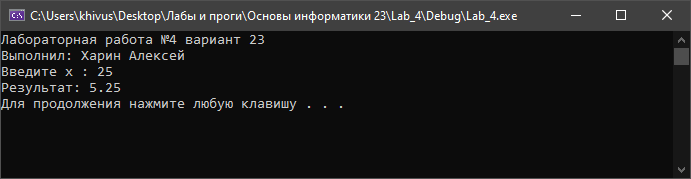 C:\Users\khivus\Desktop\Лабы и проги\Основы информатики 23\Lab_4\Debug\Lab_4.exe
Лабораторная работа №4 вариант 23
Выполнил: Харин Алексей
Введите x : 25
Результат: 5.25
Для продолжения нажмите любую клавишу . . .